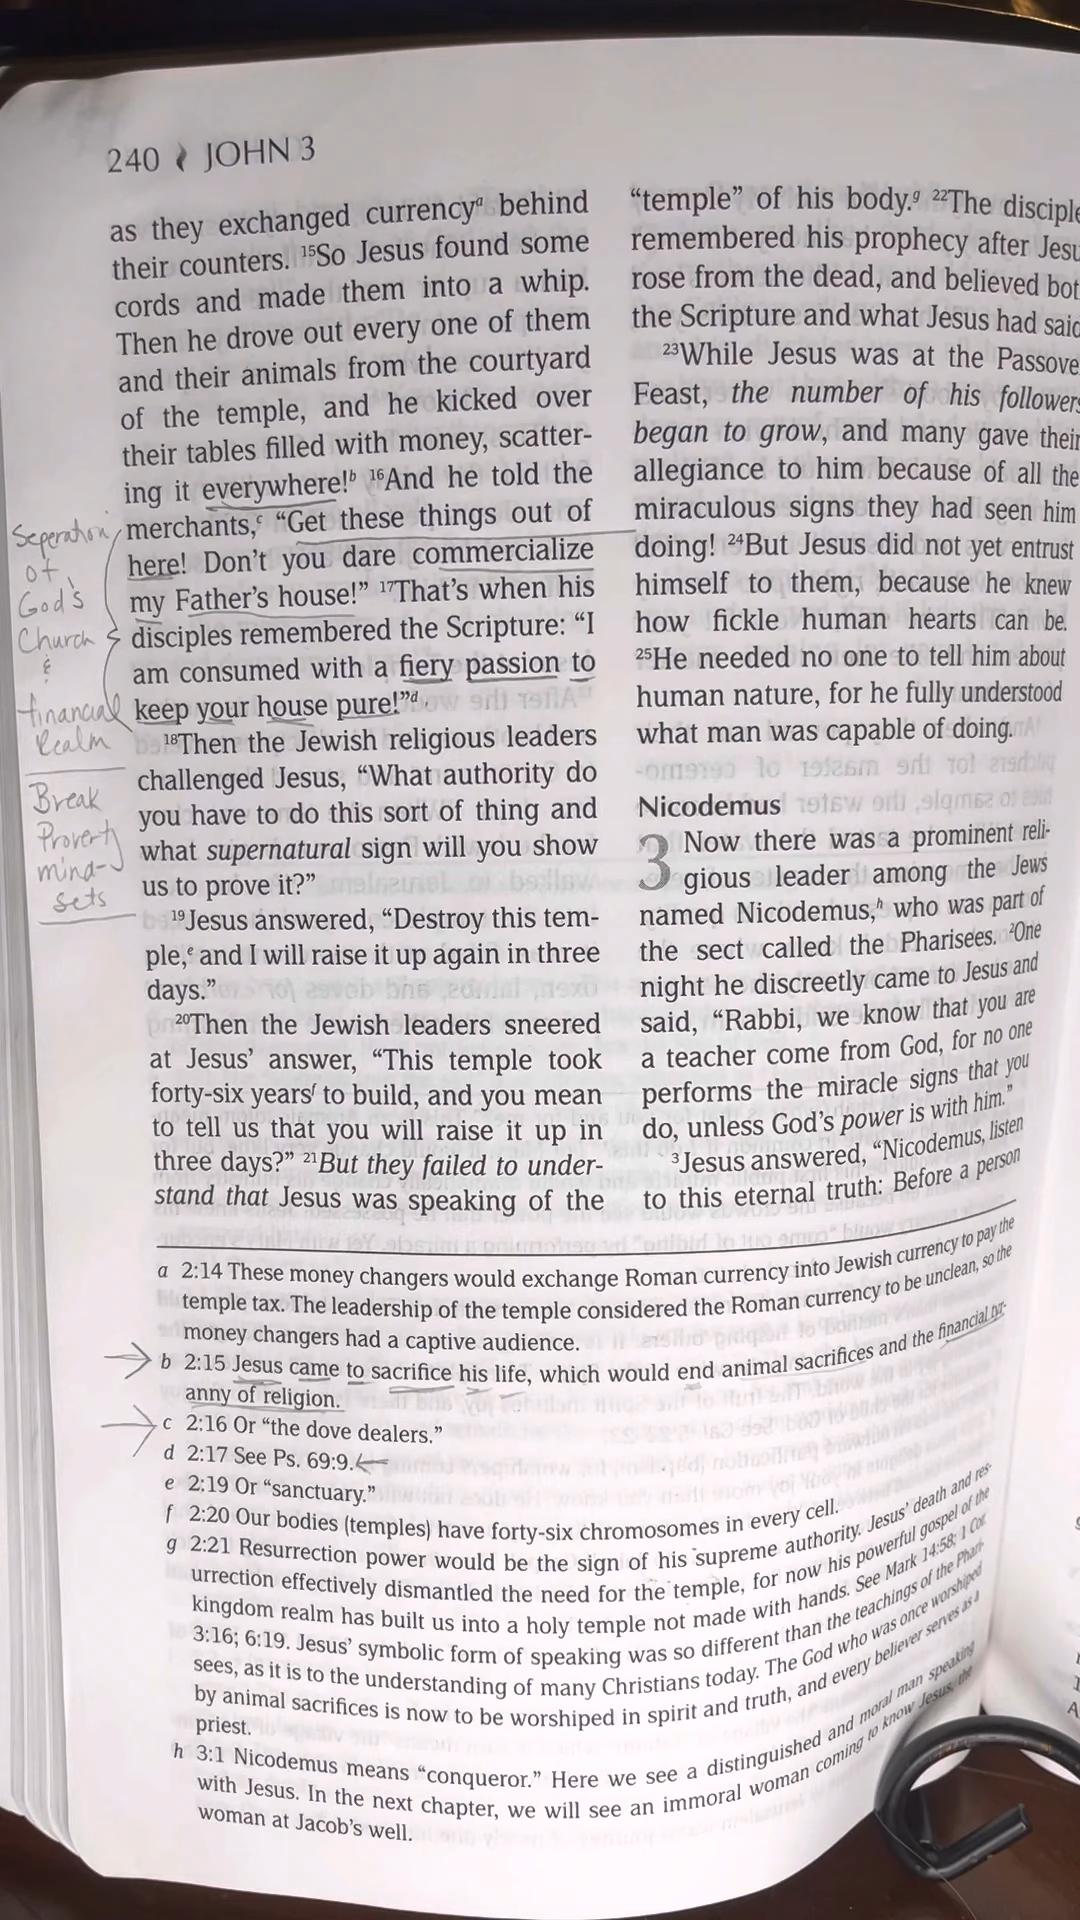 240 JOHN 3
as they exchanged currencyᵃ behind
their counters. ¹⁵So Jesus found some
cords and made them into a whip.
Then he drove out every one of them
and their animals from the courtyard
of the temple, and he kicked over
their tables filled with money, scatter-
ing it everywhere!ᵇ ¹⁶And he told the
merchants,ᶜ “Get these things out of
here! Don’t you dare commercialize
my Father’s house!” ¹⁷That’s when his
disciples remembered the Scripture: “I
am consumed with a fiery passion to
keep your house pure!”ᵈ
¹⁸Then the Jewish religious leaders
challenged Jesus, “What authority do
you have to do this sort of thing and
what supernatural sign will you show
us to prove it?”
¹⁹Jesus answered, “Destroy this tem-
ple,ᵉ and I will raise it up again in three
days.”
²⁰Then the Jewish leaders sneered
at Jesus’ answer, “This temple took
forty-six yearsᶠ to build, and you mean
to tell us that you will raise it up in
three days?” ²¹But they failed to under-
stand that Jesus was speaking of the
Seperation
of
God's
Church
&
financial
Realm
Break
Proverty
mind-
sets
“temple” of his body.ᵍ ²²The disciple
remembered his prophecy after Jesu
rose from the dead, and believed bot
the Scripture and what Jesus had said
²³While Jesus was at the Passove
Feast, the number of his followers
began to grow, and many gave their
allegiance to him because of all the
miraculous signs they had seen him
doing! ²⁴But Jesus did not yet entrust
himself to them, because he knew
how fickle human hearts can be.
²⁵He needed no one to tell him about
human nature, for he fully understood
what man was capable of doing.
Nicodemus
3 Now there was a prominent reli-
gious leader among the Jews
named Nicodemus,ʰ who was part of
the sect called the Pharisees. ²One
night he discreetly came to Jesus and
said, “Rabbi, we know that you are
a teacher come from God, for no one
performs the miracle signs that you
do, unless God’s power is with him.”
³Jesus answered, “Nicodemus, listen
to this eternal truth: Before a person
a 2:14 These money changers would exchange Roman currency into Jewish currency to pay the
temple tax. The leadership of the temple considered the Roman currency to be unclean, so the
money changers had a captive audience.
b 2:15 Jesus came to sacrifice his life, which would end animal sacrifices and the financial tyr-
anny of religion.
c 2:16 Or “the dove dealers.”
d 2:17 See Ps. 69:9.
e 2:19 Or “sanctuary.”
f 2:20 Our bodies (temples) have forty-six chromosomes in every cell.
g 2:21 Resurrection power would be the sign of his supreme authority. Jesus’ death and res-
urrection effectively dismantled the need for the temple, for now his powerful gospel of the
kingdom realm has built us into a holy temple not made with hands. See Mark 14:58; 1 Cor.
3:16; 6:19. Jesus’ symbolic form of speaking was so different than the teachings of the Phari-
sees, as it is to the understanding of many Christians today. The God who was once worshiped
by animal sacrifices is now to be worshiped in spirit and truth, and every believer serves as a
priest.
h 3:1 Nicodemus means “conqueror.” Here we see a distinguished and moral man speaking
with Jesus. In the next chapter, we will see an immoral woman coming to know Jesus, the
woman at Jacob’s well.